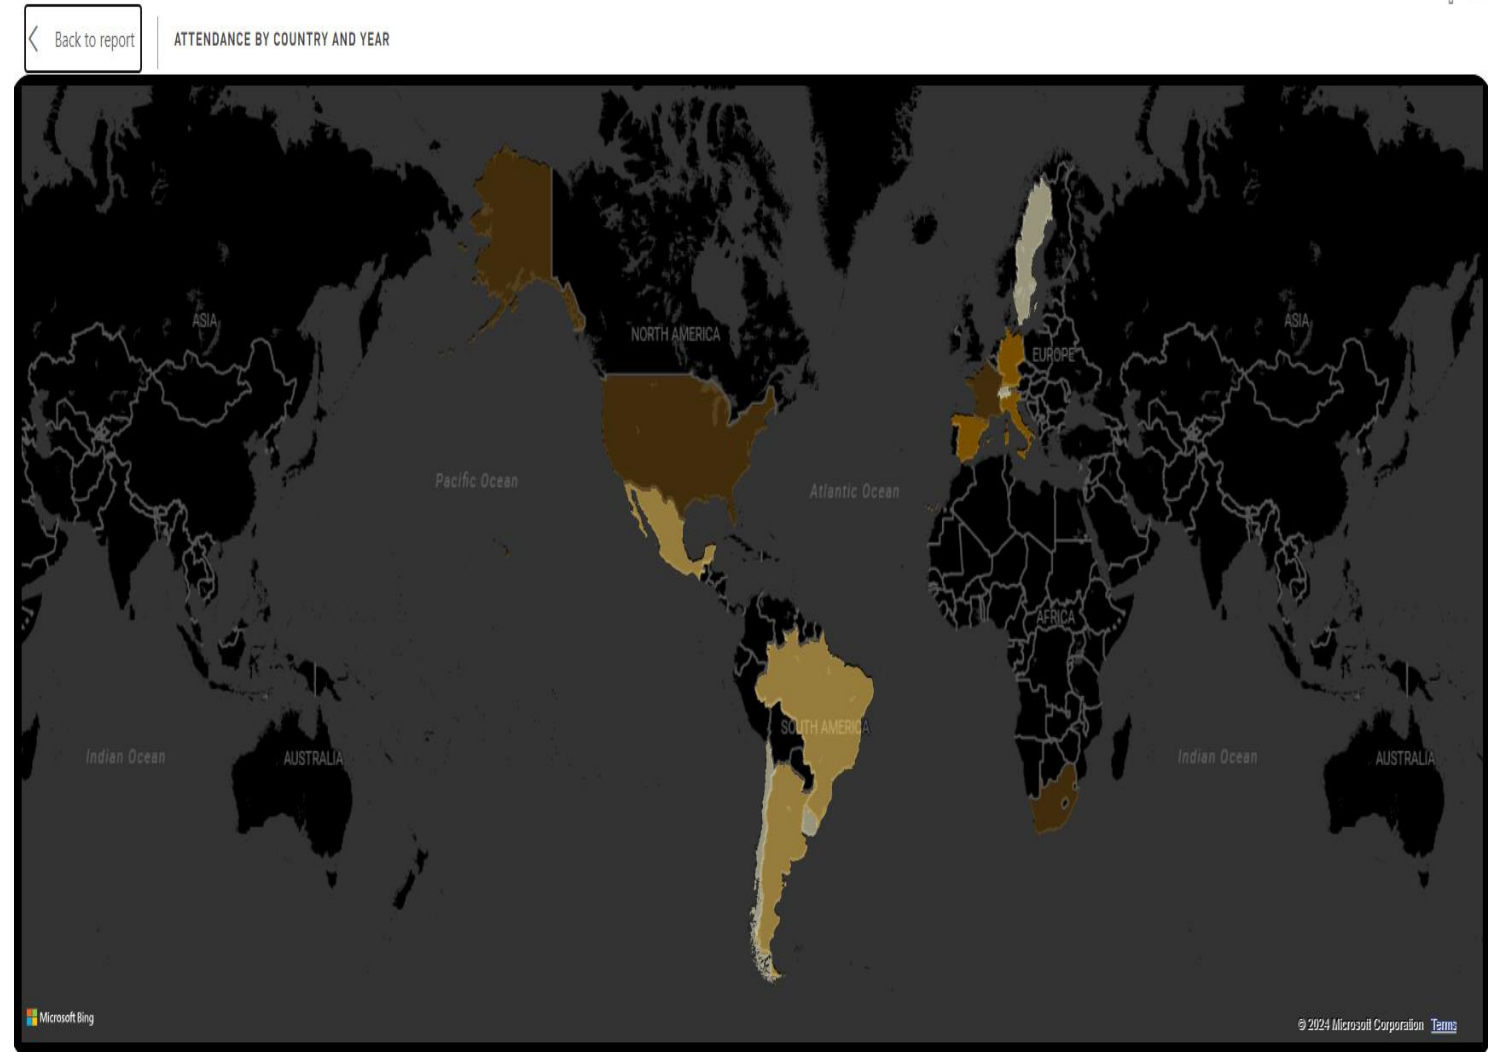 Back to report
ATTENDANCE BY COUNTRY AND YEAR
ASIA
NORTH AMERICA
EUROPE
ASIA
Pacific Ocean
Atlantic Ocean
AFRICA
SOUTH AMERICA
Indian Ocean
AUSTRALIA
Indian Ocean
AUSTRALIA
Microsoft Bing
© 2024 Microsoft Corporation Terms